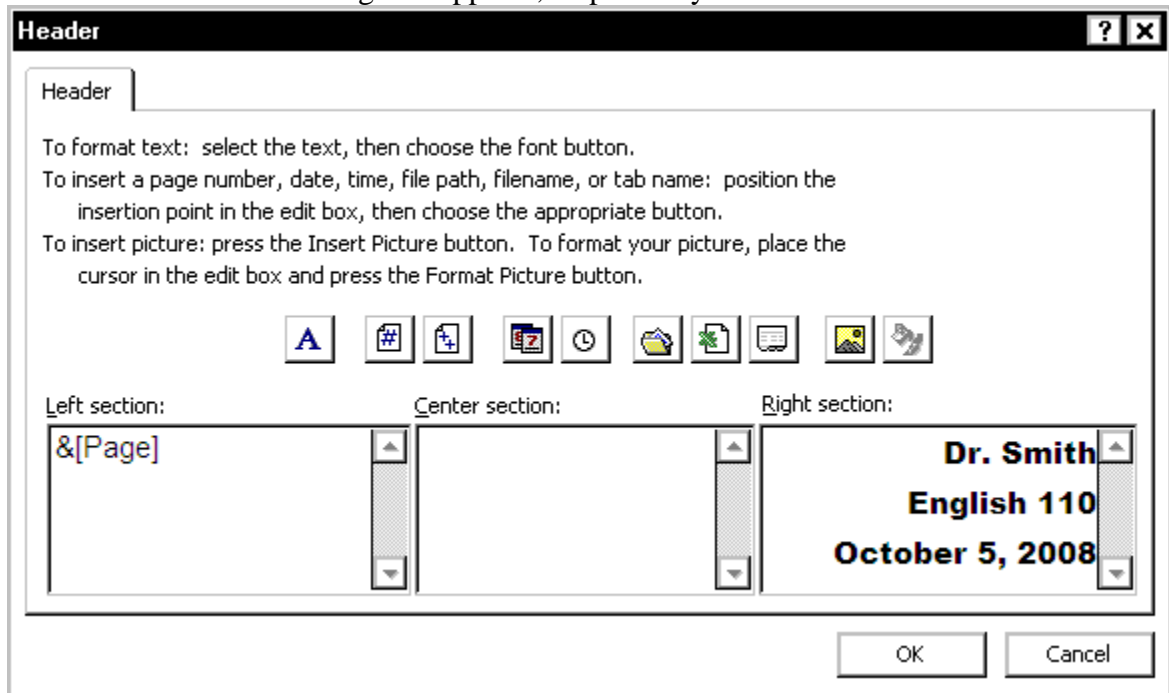 Header
Header
To format text: select the text, then choose the font button.
To insert a page number, date, time, file path, filename, or tab name: position the
insertion point in the edit box, then choose the appropriate button.
To insert picture: press the Insert Picture button. To format your picture, place the
cursor in the edit box and press the Format Picture button.
A
Left section:
Center section:
Right section:
&[Page]
Dr. Smith
English 110
October 5, 2008
OK
Cancel